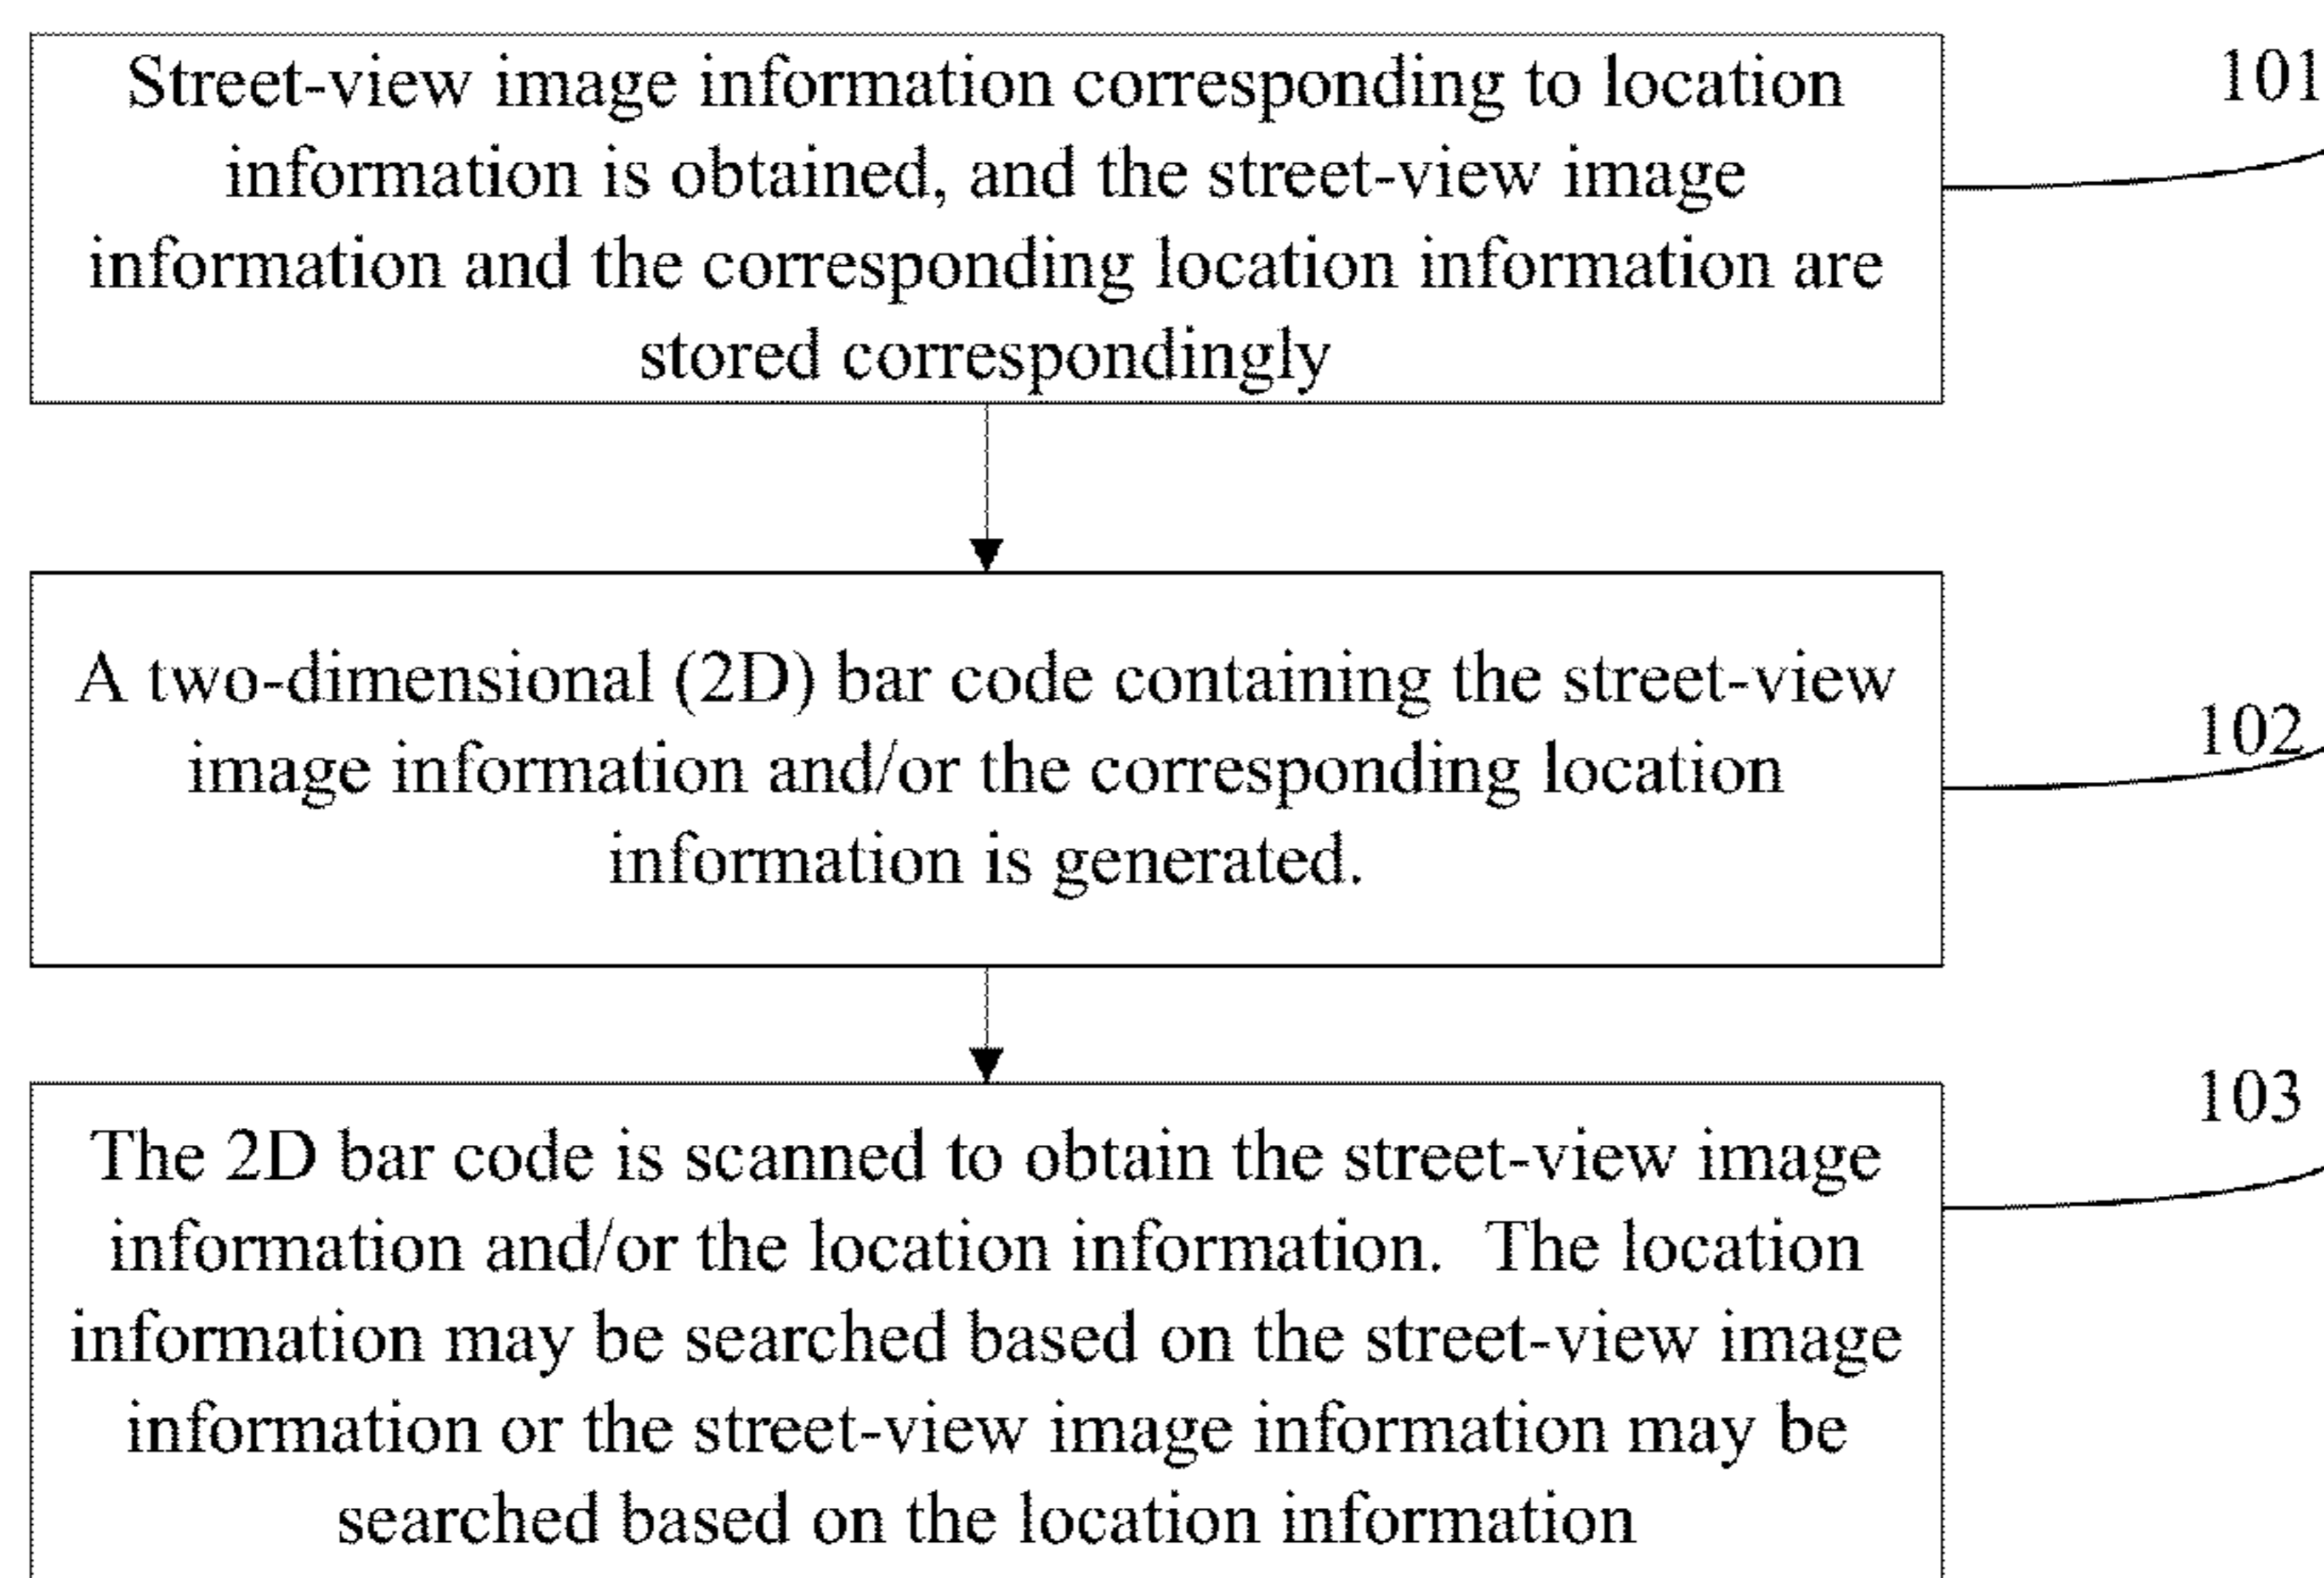 Street-view image information corresponding to location
information is obtained, and the street-view image
information and the corresponding location information are
stored correspondingly
101
A two-dimensional (2D) bar code containing the street-view
image information and/or the corresponding location
information is generated.
102
The 2D bar code is scanned to obtain the street-view image
information and/or the location information.  The location
information may be searched based on the street-view image
information or the street-view image information may be
searched based on the location information
103